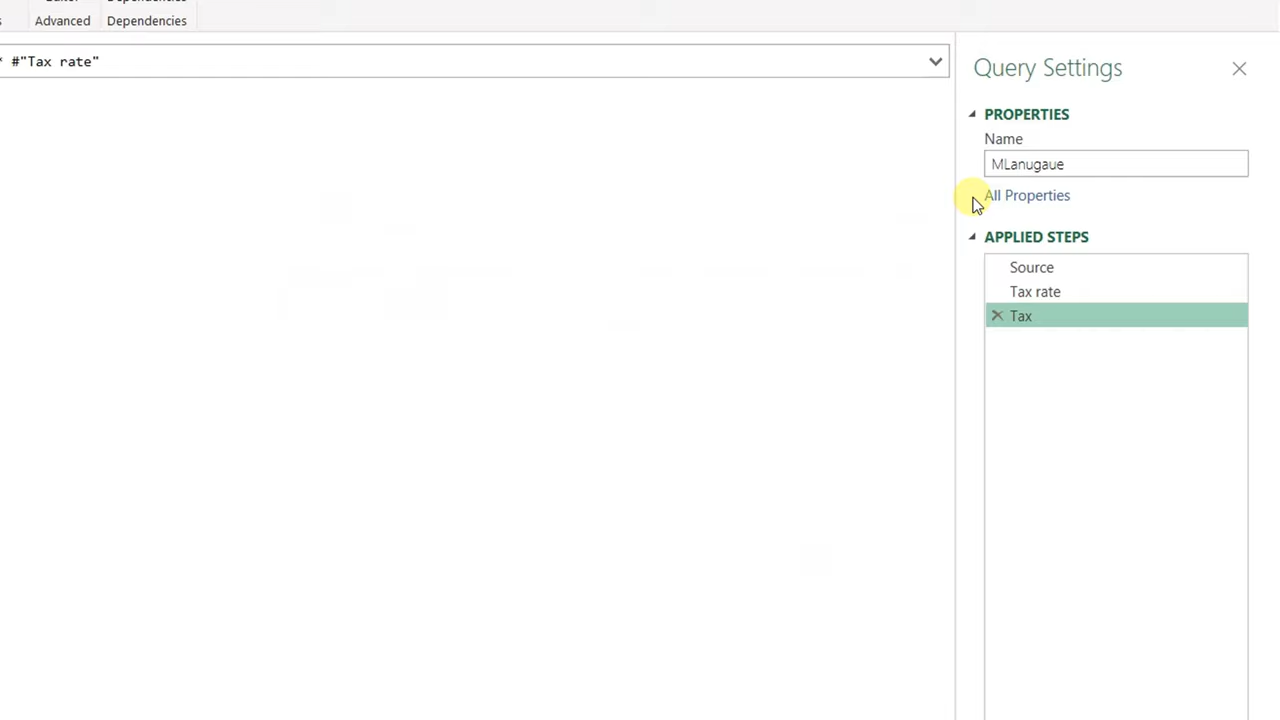 Advanced
Dependencies
* #"Tax rate"
Query Settings
PROPERTIES
Name
MLanugaue
All Properties
APPLIED STEPS
Source
Tax rate
Tax